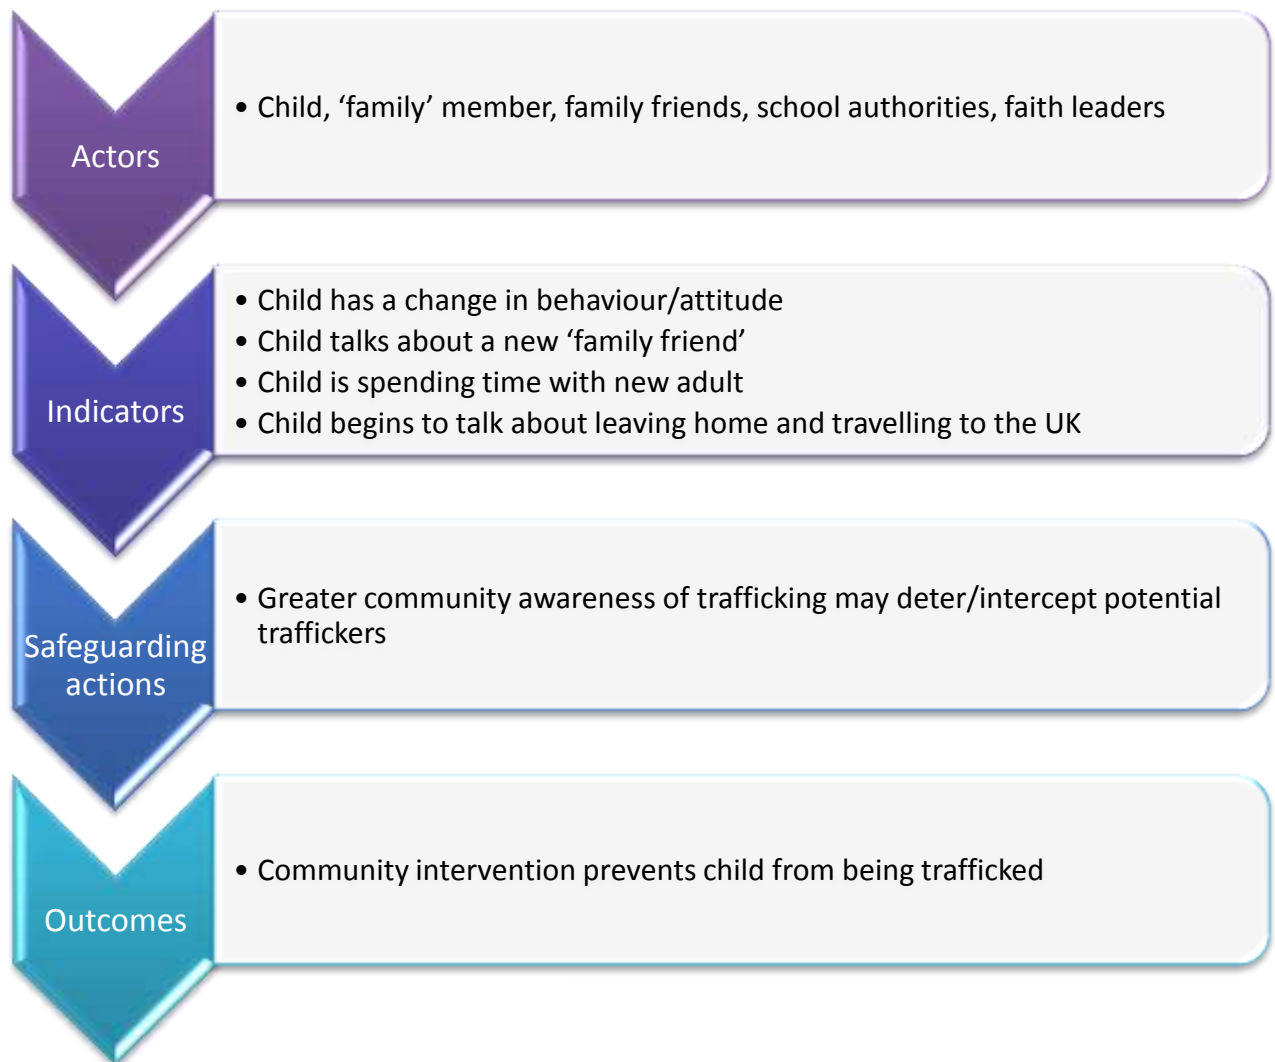 Actors
• Child, ‘family’ member, family friends, school authorities, faith leaders
Indicators
• Child has a change in behaviour/attitude
• Child talks about a new ‘family friend’
• Child is spending time with new adult
• Child begins to talk about leaving home and travelling to the UK
Safeguarding
actions
• Greater community awareness of trafficking may deter/intercept potential
traffickers
Outcomes
• Community intervention prevents child from being trafficked